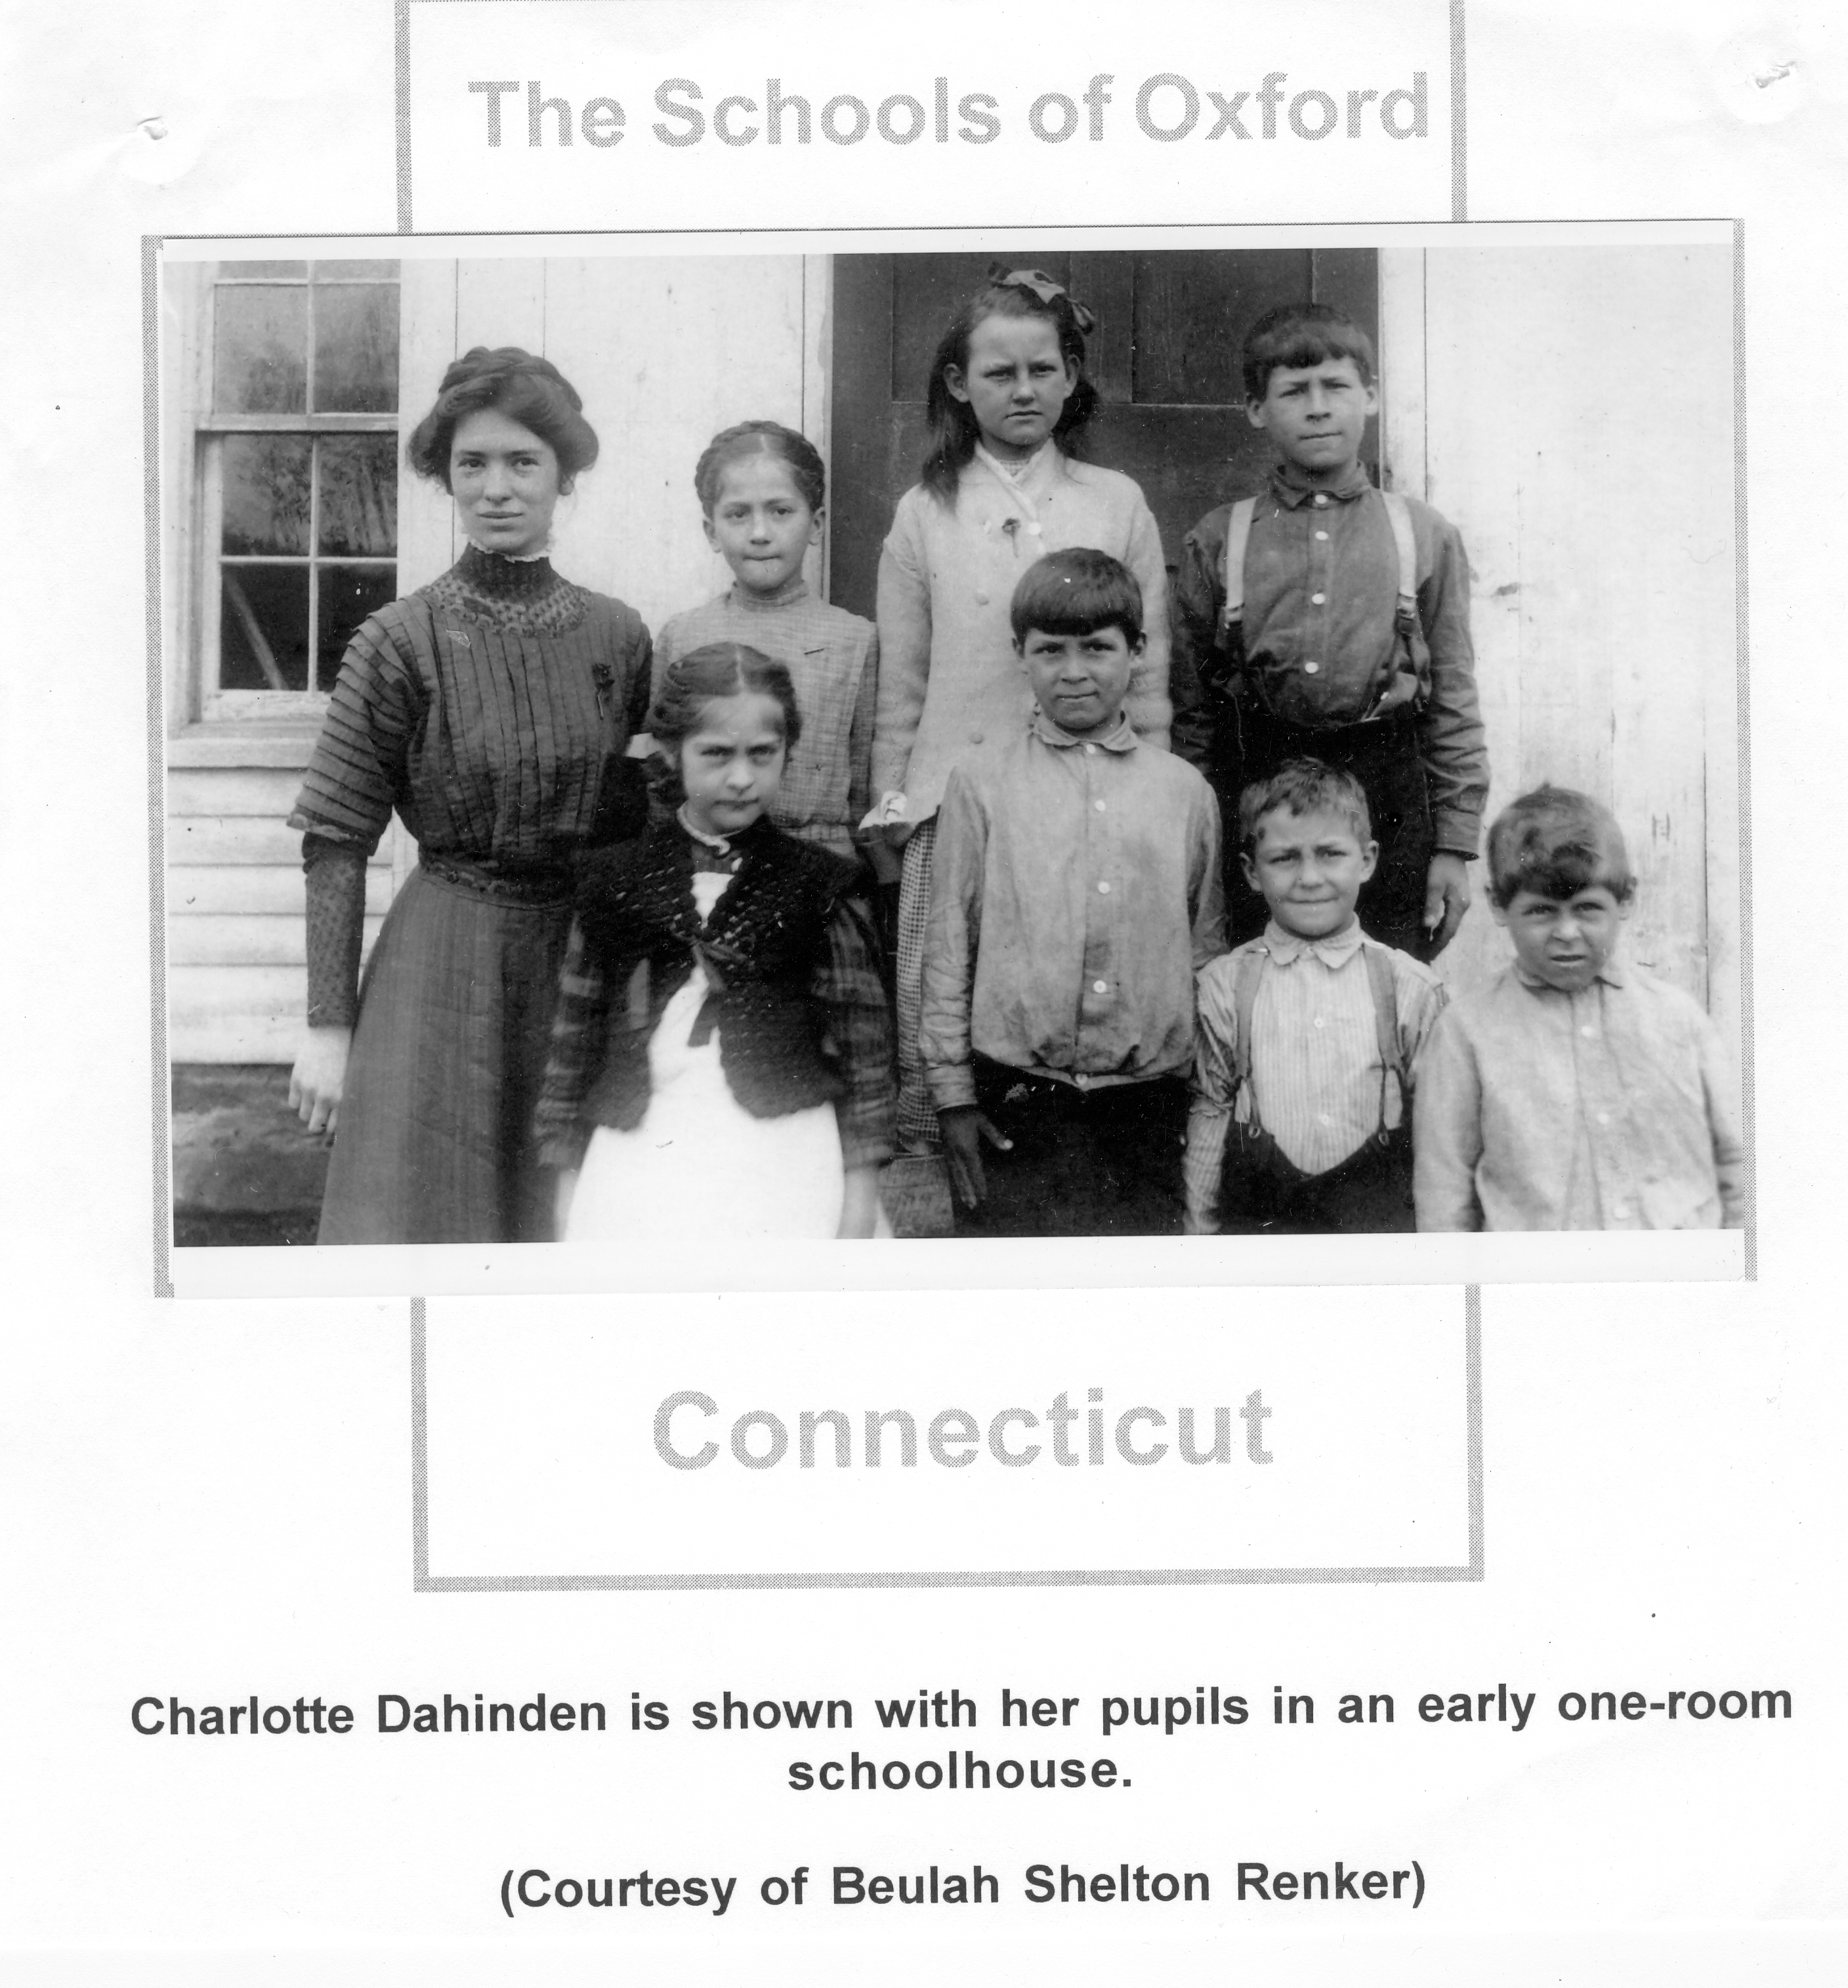 The Schools of Oxford
Connecticut
Charlotte Dahinden is shown with her pupils in an early one-room
schoolhouse.
(Courtesy of Beulah Shelton Renker)